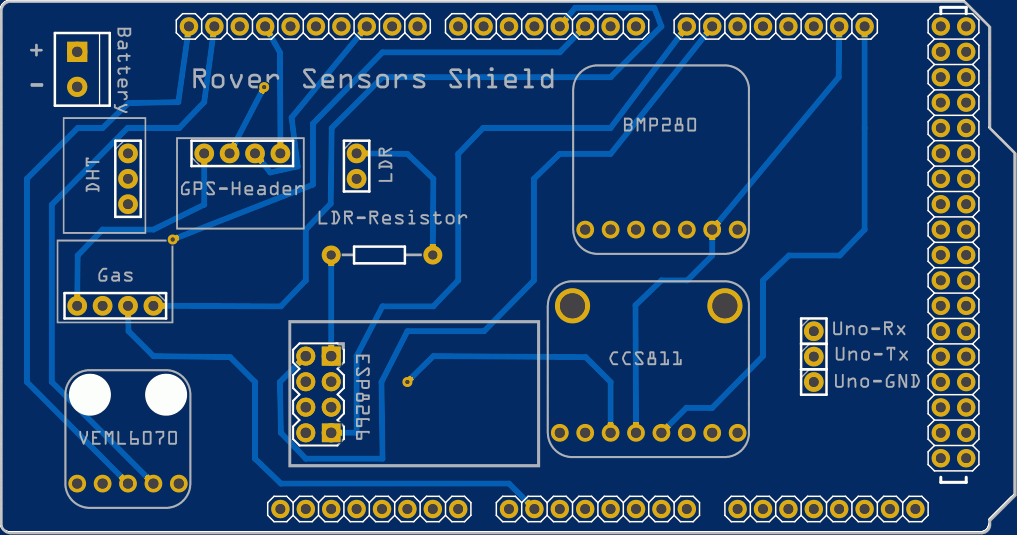 +
Battery
-
Rover Sensors Shield
BMP280
DHT
LDR
GPS-Header
LDR-Resistor
Gas
Uno-Rx
Uno-Tx
Uno-GND
CCS811
ESP8266
VEML6070